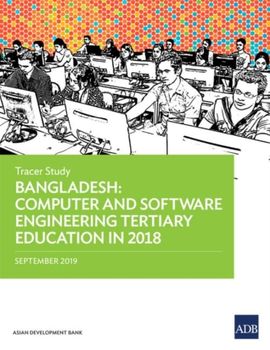 Tracer Study
BANGLADESH:
COMPUTER AND SOFTWARE
ENGINEERING TERTIARY
EDUCATION IN 2018
SEPTEMBER 2019
ASIAN DEVELOPMENT BANK
ADB